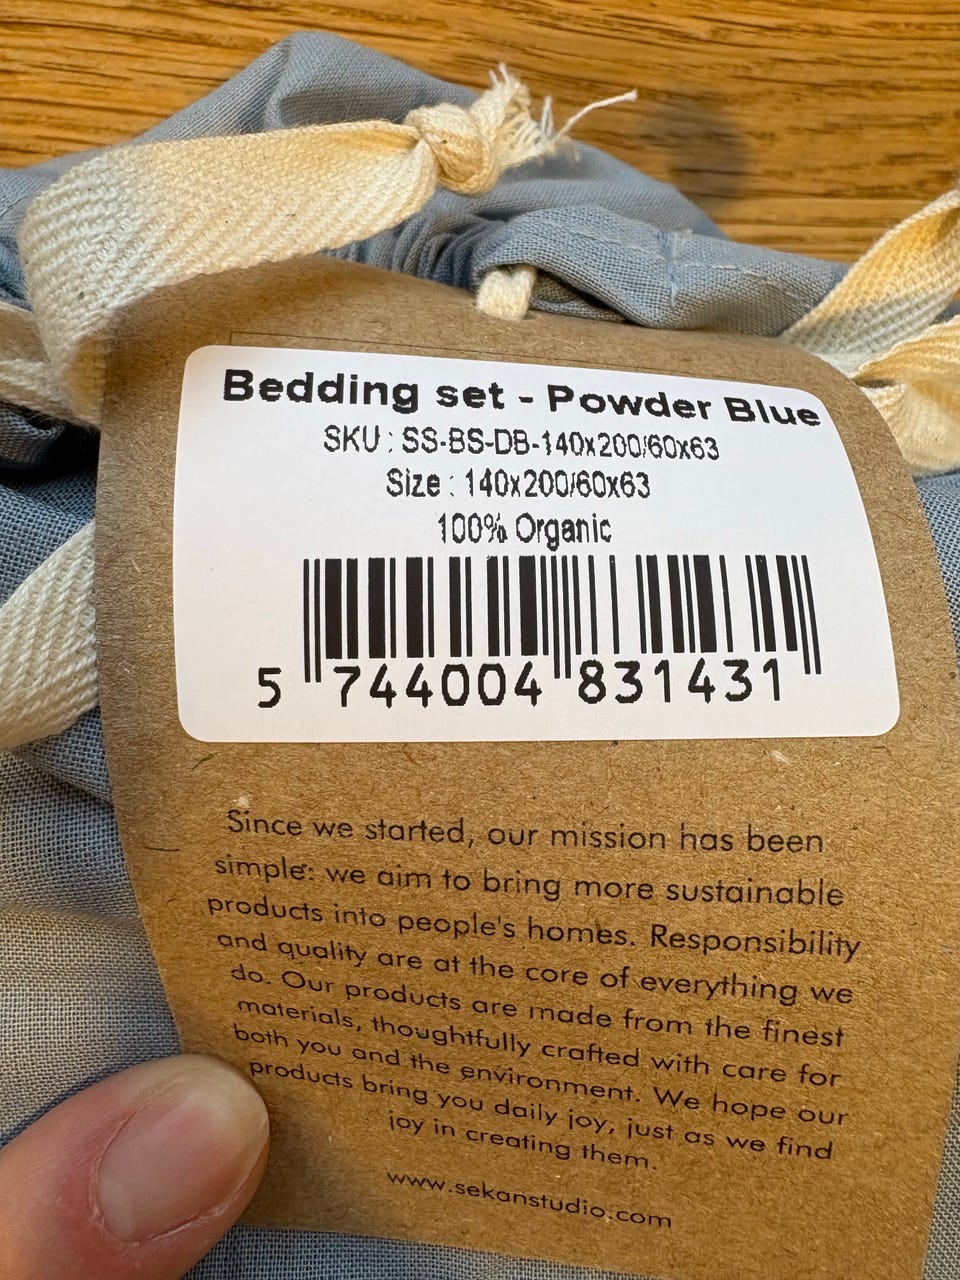 Bedding set - Powder Blue
SKU : SS-BS-DB-140x200/60x63
Size : 140x200/60x63
100% Organic
5 744004 831431
Since we started, our mission has been
simple: we aim to bring more sustainable
products into people's homes. Responsibility
and quality are at the core of everything we
do. Our products are made from the finest
materials, thoughtfully crafted with care for
both you and the environment. We hope our
products bring you daily joy, just as we find
joy in creating them.
www.sekanstudio.com